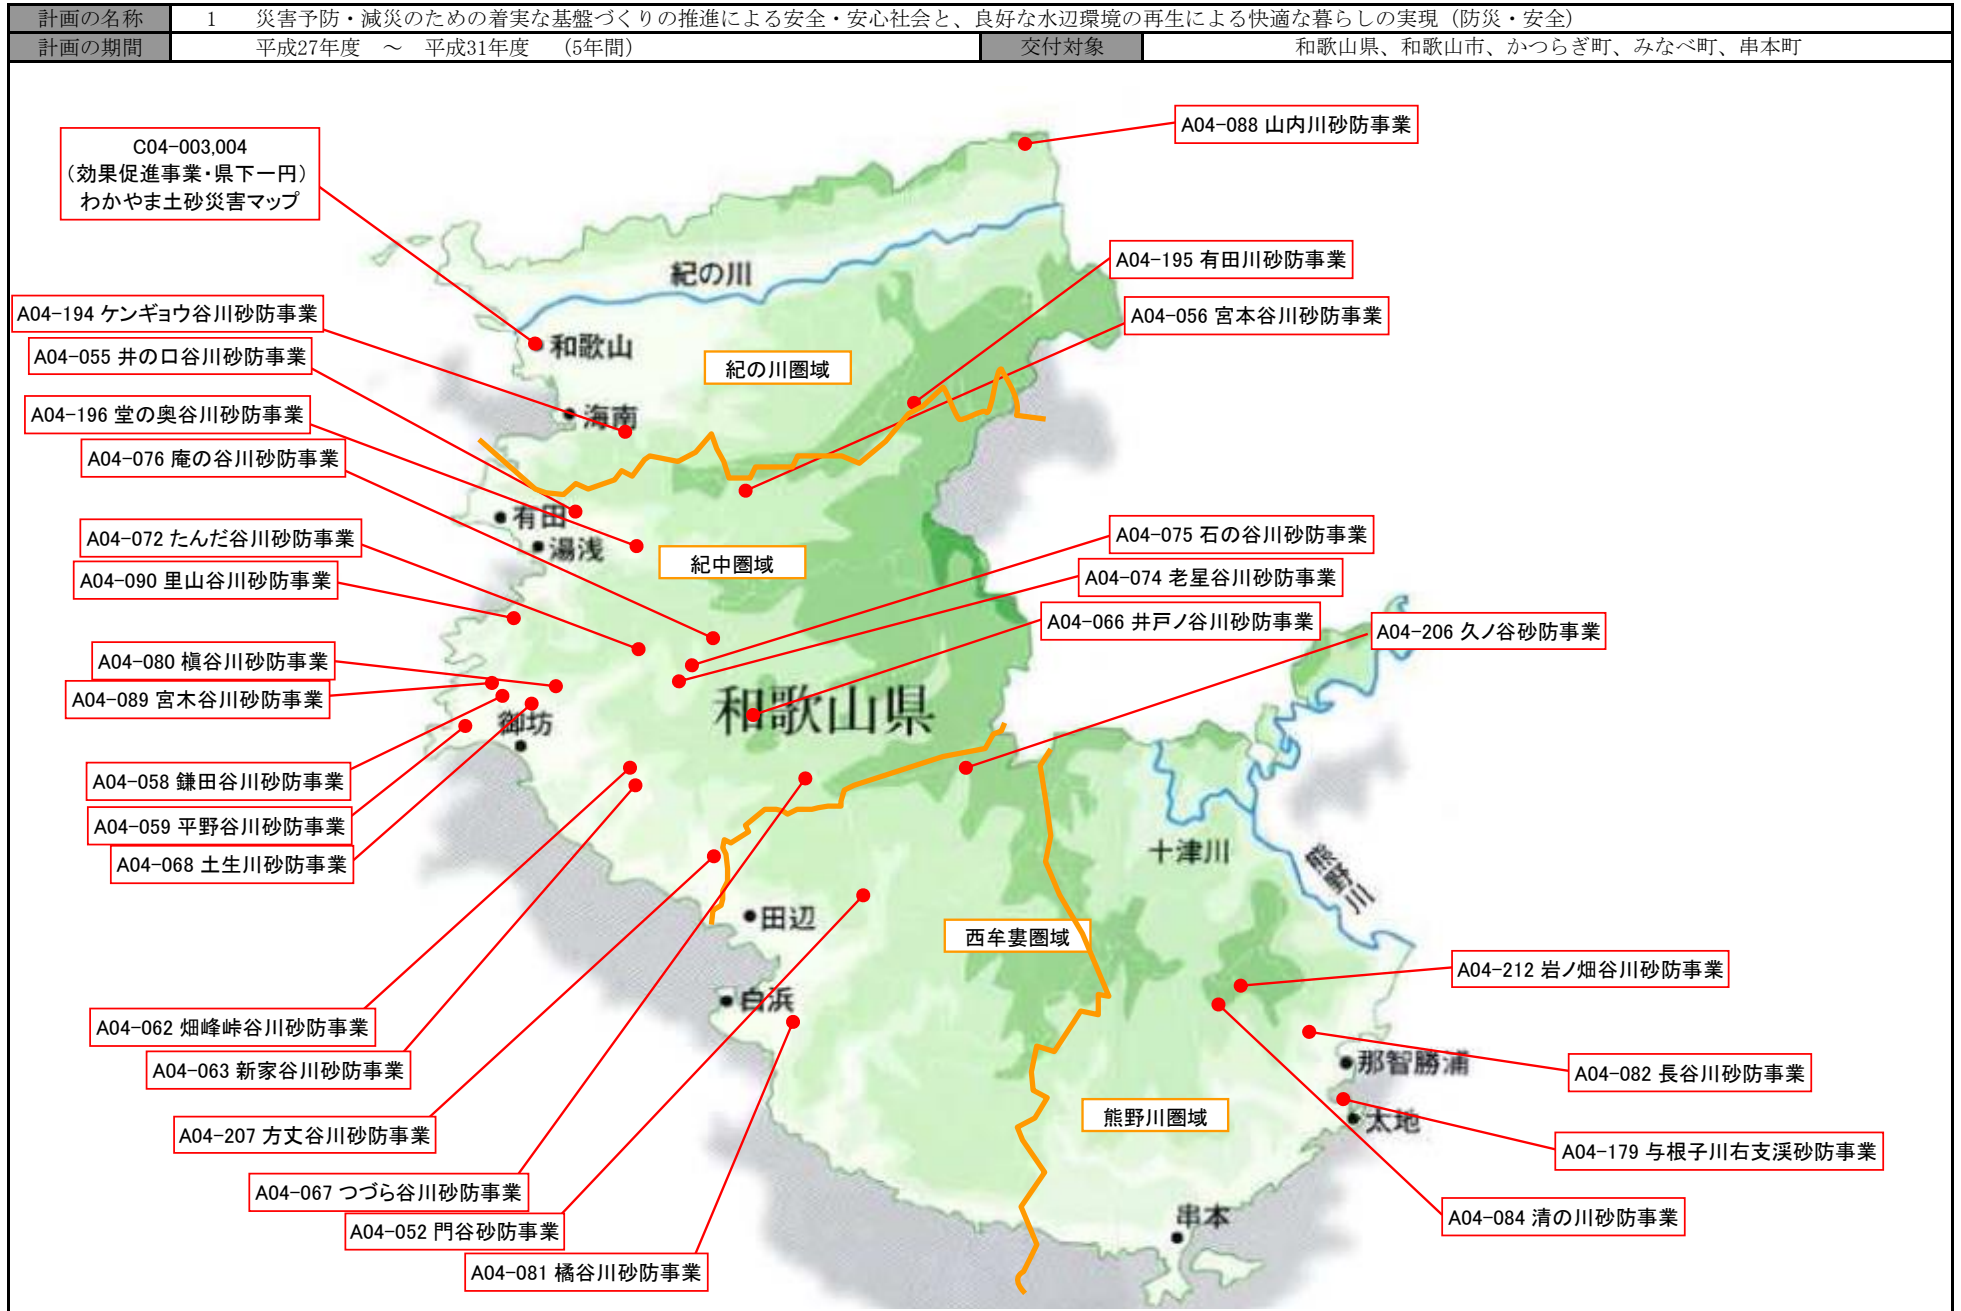 計画の名称 1 災害予防・減災のための着実な基盤づくりの推進による安全・安心社会と、良好な水辺環境の再生による快適な暮らしの実現（防災・安全）
計画の期間 平成27年度 ～ 平成31年度 （5年間） 交付対象 和歌山県、和歌山市、かつらぎ町、みなべ町、串本町
A04-088 山内川砂防事業
C04-003,004
（効果促進事業・県下一円）
わかやま土砂災害マップ
A04-195 有田川砂防事業
紀の川
A04-194 ケンギョウ谷川砂防事業
A04-056 宮本谷川砂防事業
和歌山
A04-055 井の口谷川砂防事業
紀の川圏域
A04-196 堂の奥谷川砂防事業
海南
A04-076 庵の谷川砂防事業
有田
A04-072 たんだ谷川砂防事業
湯浅
A04-075 石の谷川砂防事業
紀中圏域
A04-090 里山谷川砂防事業
A04-074 老星谷川砂防事業
A04-066 井戸ノ谷川砂防事業
A04-206 久ノ谷砂防事業
A04-080 槇谷川砂防事業
A04-089 宮木谷川砂防事業
和歌山県
御坊
A04-058 鎌田谷川砂防事業
A04-059 平野谷川砂防事業
A04-068 土生川砂防事業
十津川
熊野川
田辺
西牟婁圏域
A04-212 岩ノ畑谷川砂防事業
白浜
A04-062 畑峰峠谷川砂防事業
A04-063 新家谷川砂防事業
那智勝浦
A04-082 長谷川砂防事業
熊野川圏域
太地
A04-207 方丈谷川砂防事業
A04-179 与根子川右支渓砂防事業
A04-067 つづら谷川砂防事業
A04-052 門谷砂防事業
串本
A04-084 清の川砂防事業
A04-081 橘谷川砂防事業